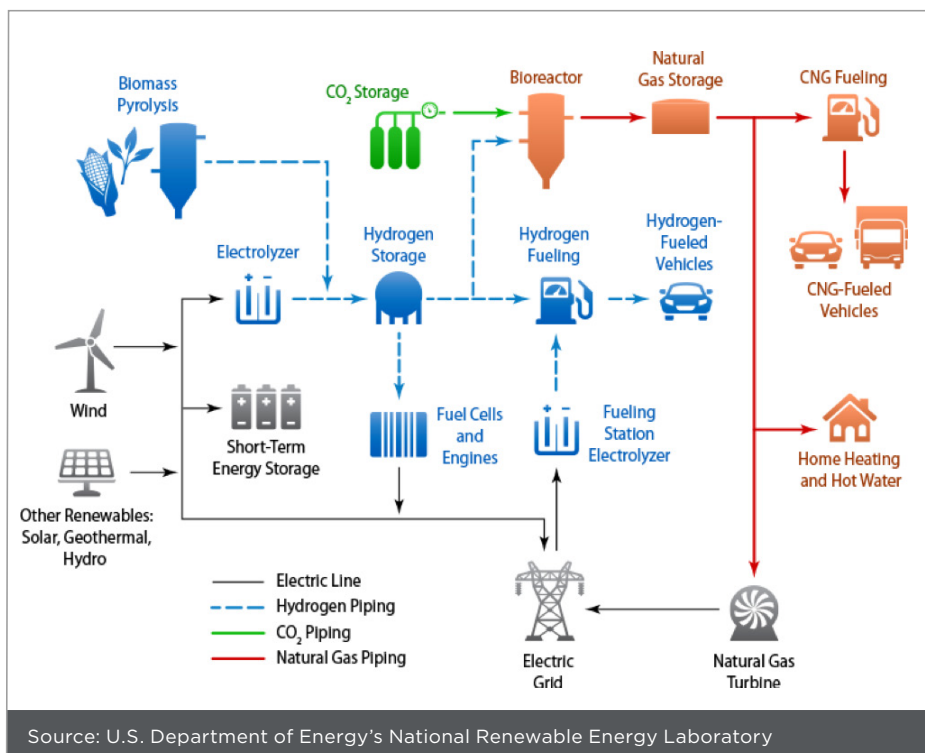 Biomass
Pyrolysis
CO₂ Storage
Bioreactor
Natural
Gas Storage
CNG Fueling
Electrolyzer
Hydrogen
Storage
Hydrogen
Fueling
Hydrogen-
Fueled
Vehicles
CNG-Fueled
Vehicles
Wind
Short-Term
Energy Storage
Fuel Cells
and
Engines
Fueling
Station
Electrolyzer
Home Heating
and Hot Water
Other Renewables:
Solar, Geothermal,
Hydro
Electric Line
Hydrogen Piping
CO₂ Piping
Natural Gas Piping
Electric
Grid
Natural Gas
Turbine
Source: U.S. Department of Energy’s National Renewable Energy Laboratory